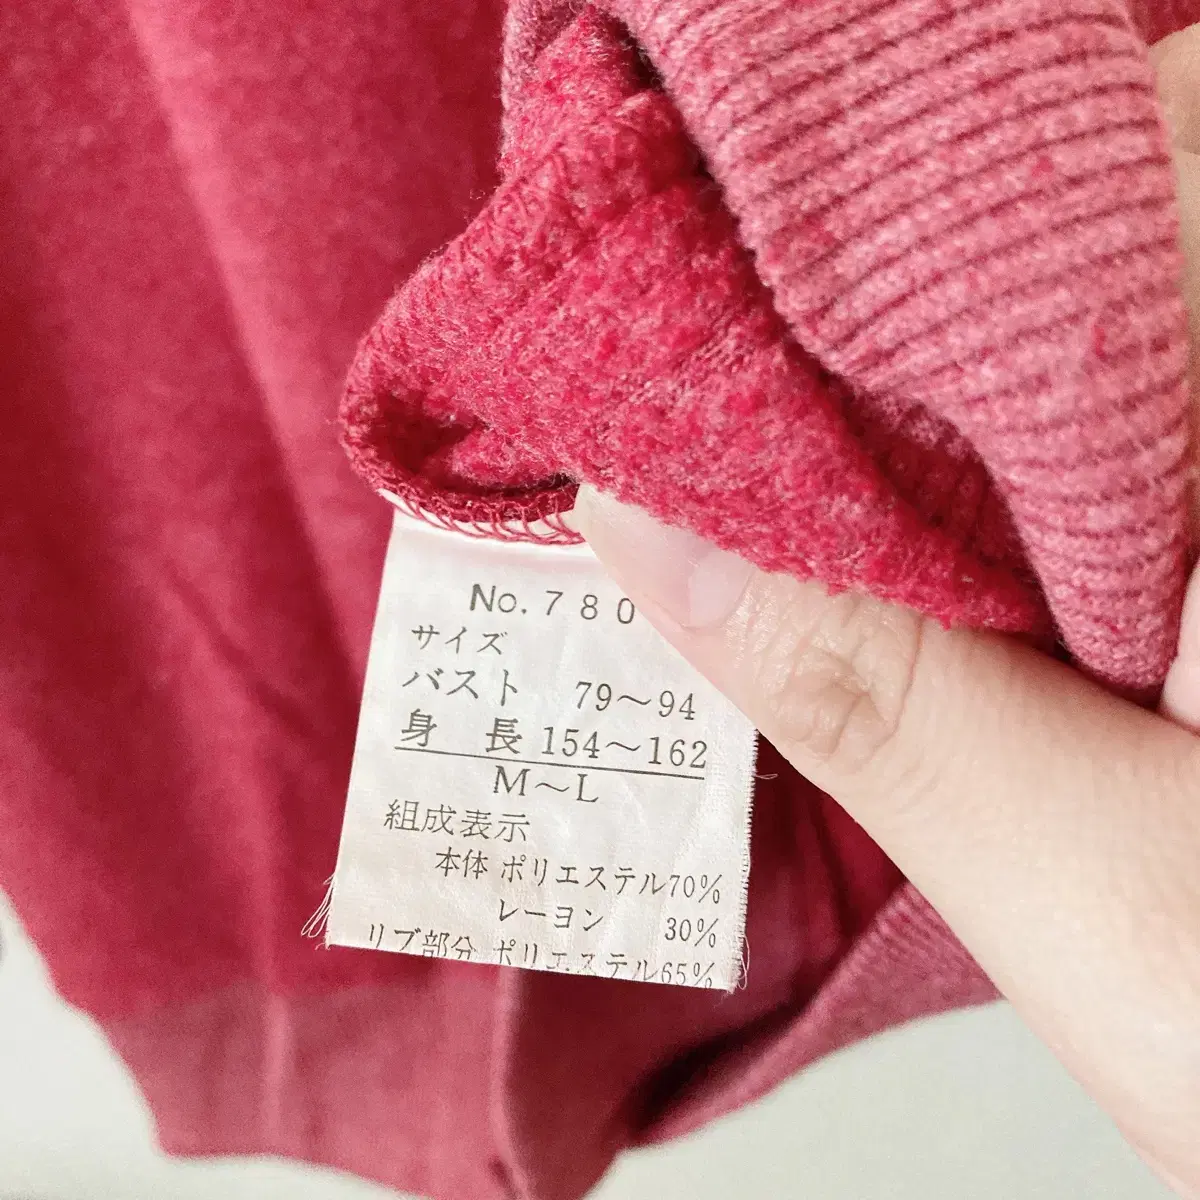 No. 780
サイズ
バスト 79〜94
身長 154〜162
M〜L
組成表示
本体 ポリエステル70%
レーヨン 30%
リブ部分 ポリエステル65%